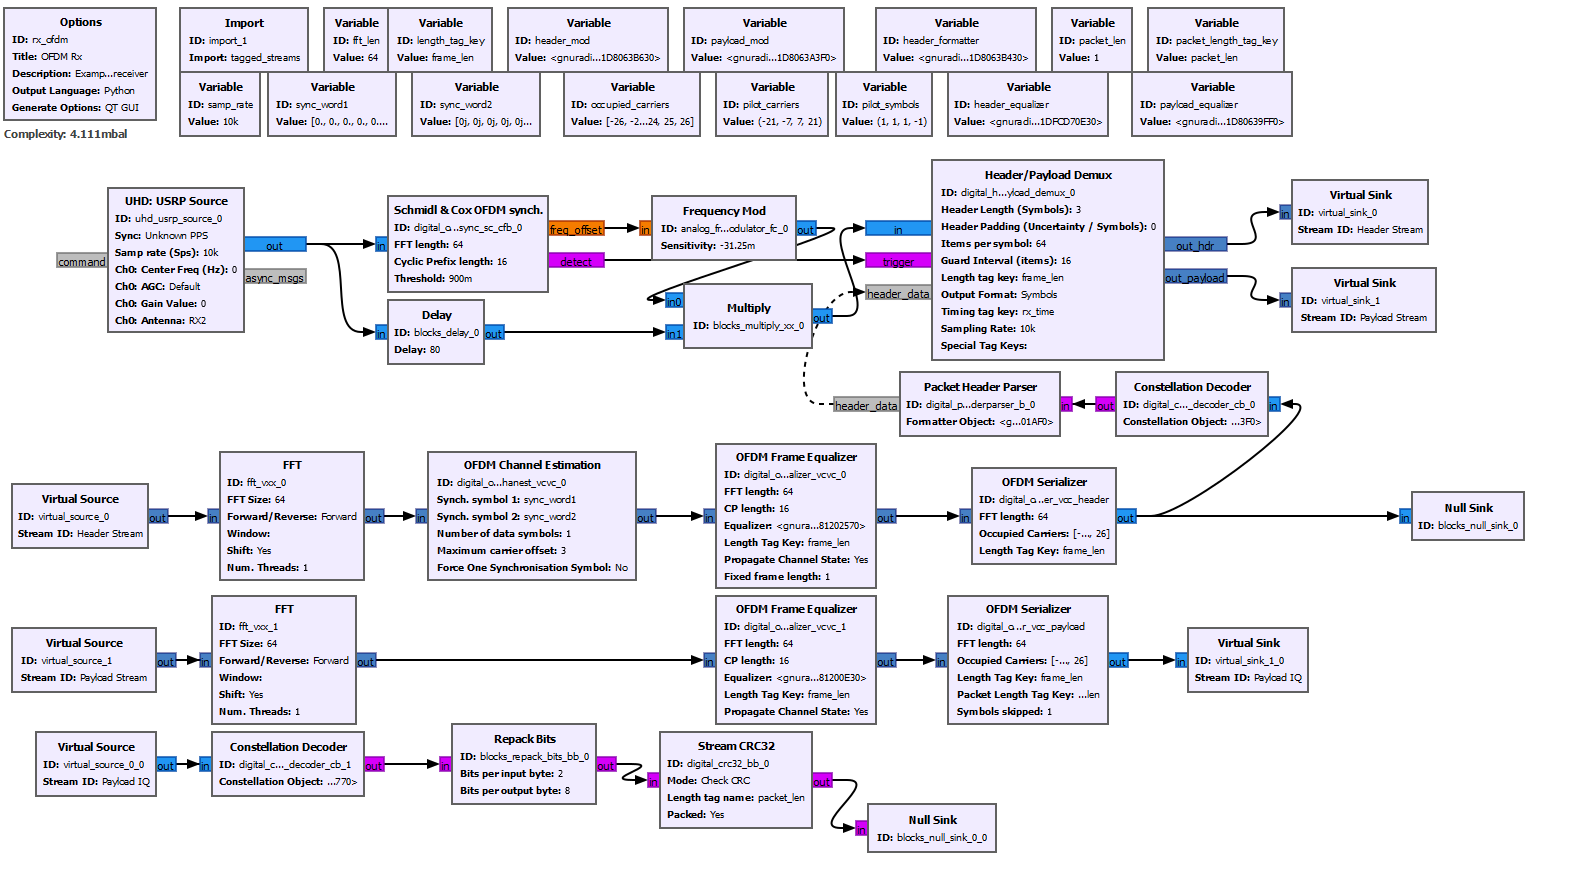 Options
ID: rx_ofdm
Title: OFDM Rx
Description: Examp...receiver
Output Language: Python
Generate Options: QT GUI
Complexity: 4.111mbal
Import
ID: import_1
Import: tagged_streams
Variable
ID: fft_len
Value: 64
Variable
ID: length_tag_key
Value: frame_len
Variable
ID: header_mod
Value: <gnuradi...1D8063B630>
Variable
ID: payload_mod
Value: <gnuradi...1D8063A3F0>
Variable
ID: header_formatter
Value: <gnuradi...1D8063B430>
Variable
ID: packet_len
Value: 1
Variable
ID: packet_length_tag_key
Value: packet_len
Variable
ID: samp_rate
Value: 10k
Variable
ID: sync_word1
Value: [0., 0., 0., 0., 0....
Variable
ID: sync_word2
Value: [0j, 0j, 0j, 0j, 0j...
Variable
ID: occupied_carriers
Value: [-26, -2...24, 25, 26]
Variable
ID: pilot_carriers
Value: (-21, -7, 7, 21)
Variable
ID: pilot_symbols
Value: (1, 1, 1, -1)
Variable
ID: header_equalizer
Value: <gnuradi...1DFCD70E30>
Variable
ID: payload_equalizer
Value: <gnuradi...1D80639FF0>
UHD: USRP Source
ID: uhd_usrp_source_0
Sync: Unknown PPS
Samp rate (Sps): 10k
Ch0: Center Freq (Hz): 0
Ch0: AGC: Default
Ch0: Gain Value: 0
Ch0: Antenna: RX2
command
out
async_msgs
Schmidl & Cox OFDM synch.
ID: digital_o...sync_sc_cfb_0
FFT length: 64
Cyclic Prefix length: 16
Threshold: 900m
in
freq_offset
detect
Delay
ID: blocks_delay_0
Delay: 80
in
out
Frequency Mod
ID: analog_fr...odulator_fc_0
Sensitivity: -31.25m
in
out
Multiply
ID: blocks_multiply_xx_0
in0
in1
out
Header/Payload Demux
ID: digital_h...yload_demux_0
Header Length (Symbols): 3
Header Padding (Uncertainty / Symbols): 0
Items per symbol: 64
Guard Interval (items): 16
Length tag key: frame_len
Output Format: Symbols
Timing tag key: rx_time
Sampling Rate: 10k
Special Tag Keys:
in
trigger
header_data
out_hdr
out_payload
Virtual Sink
ID: virtual_sink_0
Stream ID: Header Stream
in
Virtual Sink
ID: virtual_sink_1
Stream ID: Payload Stream
in
Packet Header Parser
ID: digital_p...derparser_b_0
Formatter Object: <g...01AF0>
header_data
in
Constellation Decoder
ID: digital_c..._decoder_cb_0
Constellation Object: ...3F0>
out
in
Virtual Source
ID: virtual_source_0
Stream ID: Header Stream
out
FFT
ID: fft_vxx_0
FFT Size: 64
Forward/Reverse: Forward
Window:
Shift: Yes
Num. Threads: 1
in
out
OFDM Channel Estimation
ID: digital_o...hanest_vcvc_0
Synch. symbol 1: sync_word1
Synch. symbol 2: sync_word2
Number of data symbols: 1
Maximum carrier offset: 3
Force One Synchronisation Symbol: No
in
out
OFDM Frame Equalizer
ID: digital_o...alizer_vcvc_0
FFT length: 64
CP length: 16
Equalizer: <gnura...81202570>
Length Tag Key: frame_len
Propagate Channel State: Yes
Fixed frame length: 1
in
out
OFDM Serializer
ID: digital_o...er_vcc_header
FFT length: 64
Occupied Carriers: [-..., 26]
Length Tag Key: frame_len
in
out
Null Sink
ID: blocks_null_sink_0
in
Virtual Source
ID: virtual_source_1
Stream ID: Payload Stream
out
FFT
ID: fft_vxx_1
FFT Size: 64
Forward/Reverse: Forward
Window:
Shift: Yes
Num. Threads: 1
in
out
OFDM Frame Equalizer
ID: digital_o...alizer_vcvc_1
FFT length: 64
CP length: 16
Equalizer: <gnura...81200E30>
Length Tag Key: frame_len
Propagate Channel State: Yes
in
out
OFDM Serializer
ID: digital_o...r_vcc_payload
FFT length: 64
Occupied Carriers: [-..., 26]
Length Tag Key: frame_len
Packet Length Tag Key: ...len
Symbols skipped: 1
in
out
Virtual Sink
ID: virtual_sink_1_0
Stream ID: Payload IQ
in
Virtual Source
ID: virtual_source_0_0
Stream ID: Payload IQ
out
Constellation Decoder
ID: digital_c..._decoder_cb_1
Constellation Object: ...770>
in
out
Repack Bits
ID: blocks_repack_bits_bb_0
Bits per input byte: 2
Bits per output byte: 8
in
out
Stream CRC32
ID: digital_crc32_bb_0
Mode: Check CRC
Length tag name: packet_len
Packed: Yes
in
out
Null Sink
ID: blocks_null_sink_0_0
in